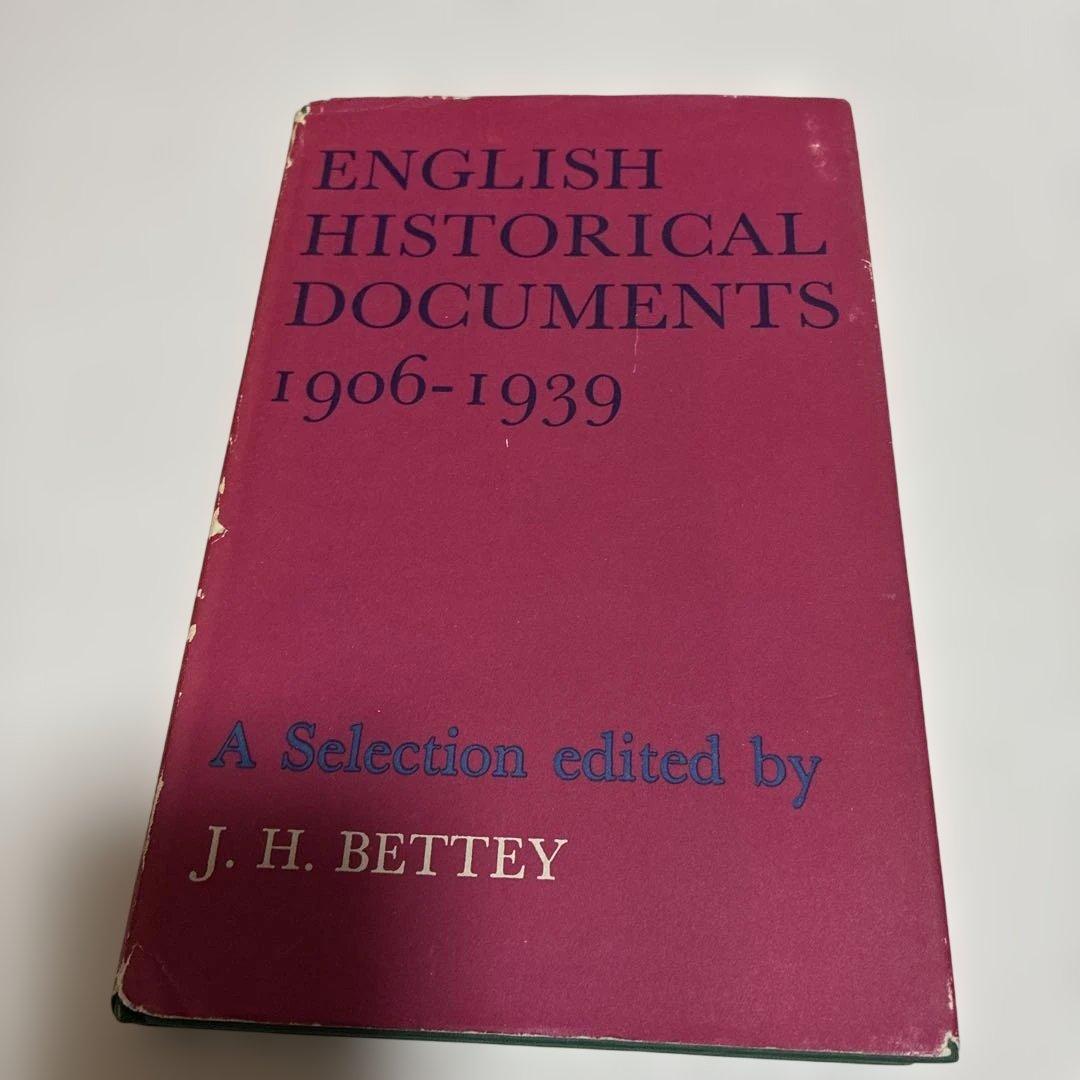 ENGLISH
HISTORICAL
DOCUMENTS
1906-1939
A Selection edited by
J. H. BETTEY